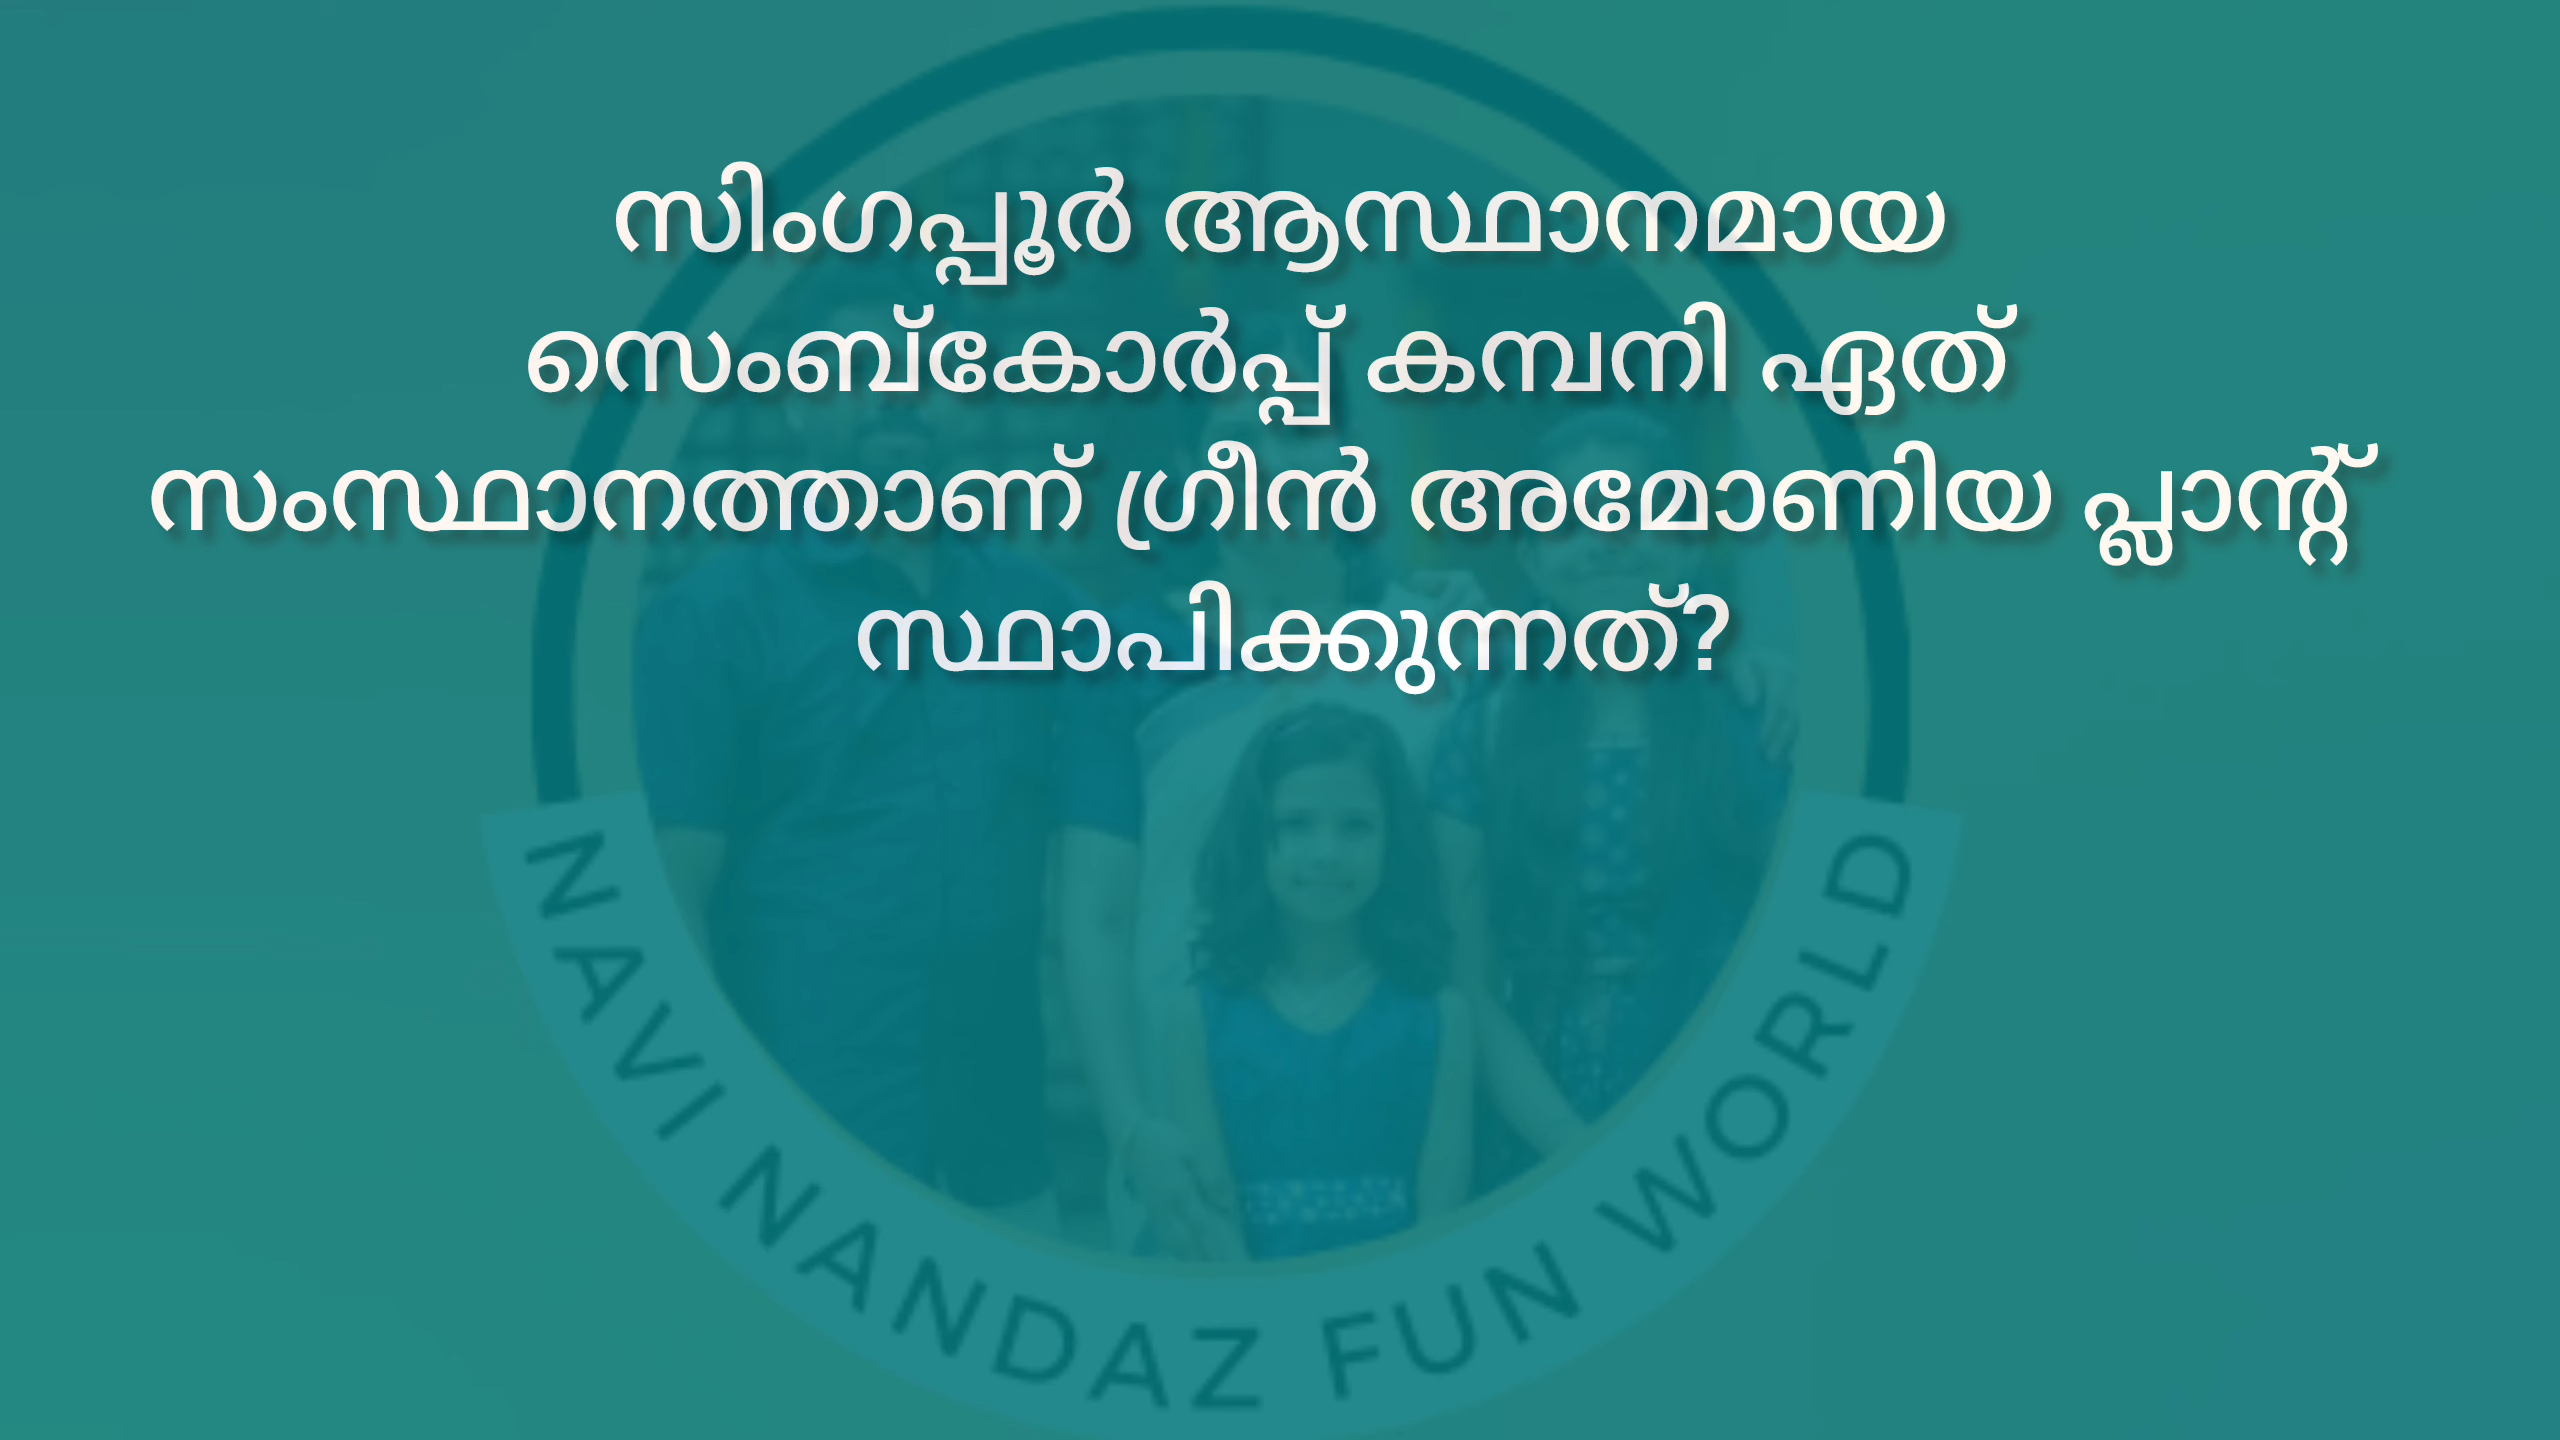 സിംഗപ്പൂർ ആസ്ഥാനമായ
സെംബ്കോർപ്പ് കമ്പനി ഏത്
സംസ്ഥാനത്താണ് ഗ്രീൻ അമോണിയ പ്ലാന്റ്
സ്ഥാപിക്കുന്നത്?
NAVI NANDAZ FUN WORLD